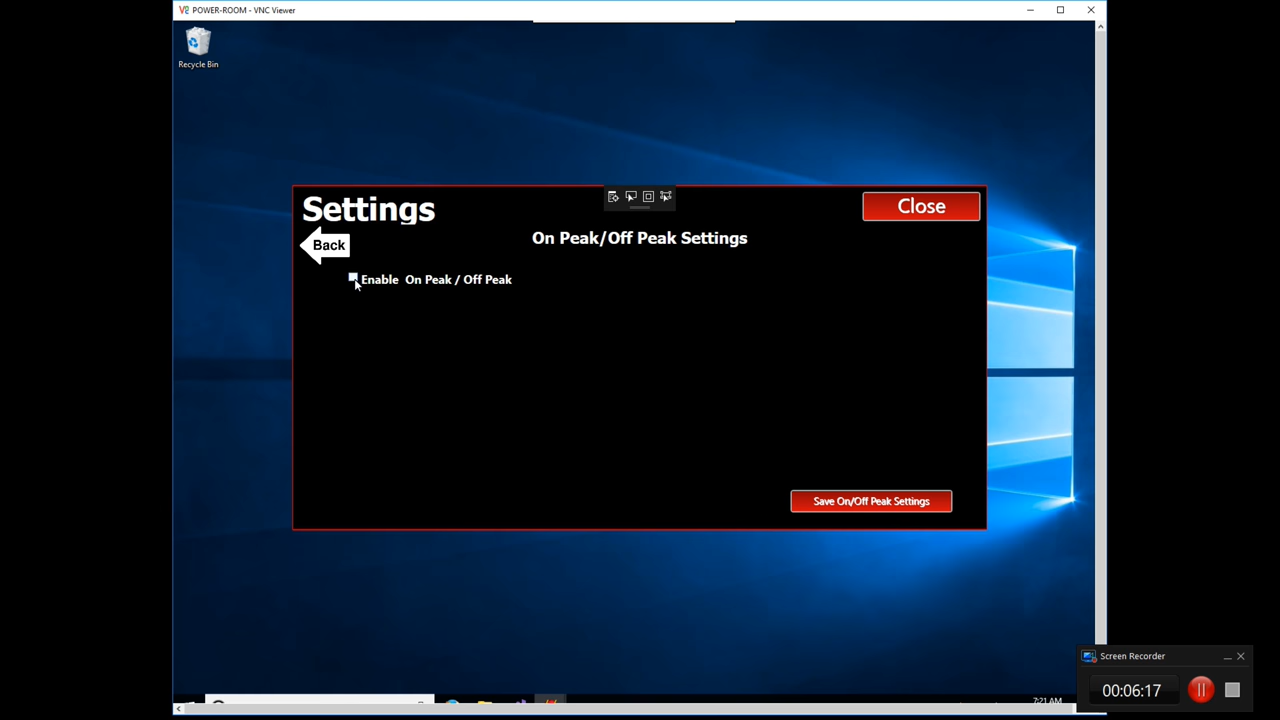 POWER-ROOM - VNC Viewer
Recycle Bin
Settings
Close
Back
On Peak/Off Peak Settings
Enable On Peak / Off Peak
Save On/Off Peak Settings
Screen Recorder
00:06:17
7:21 AM